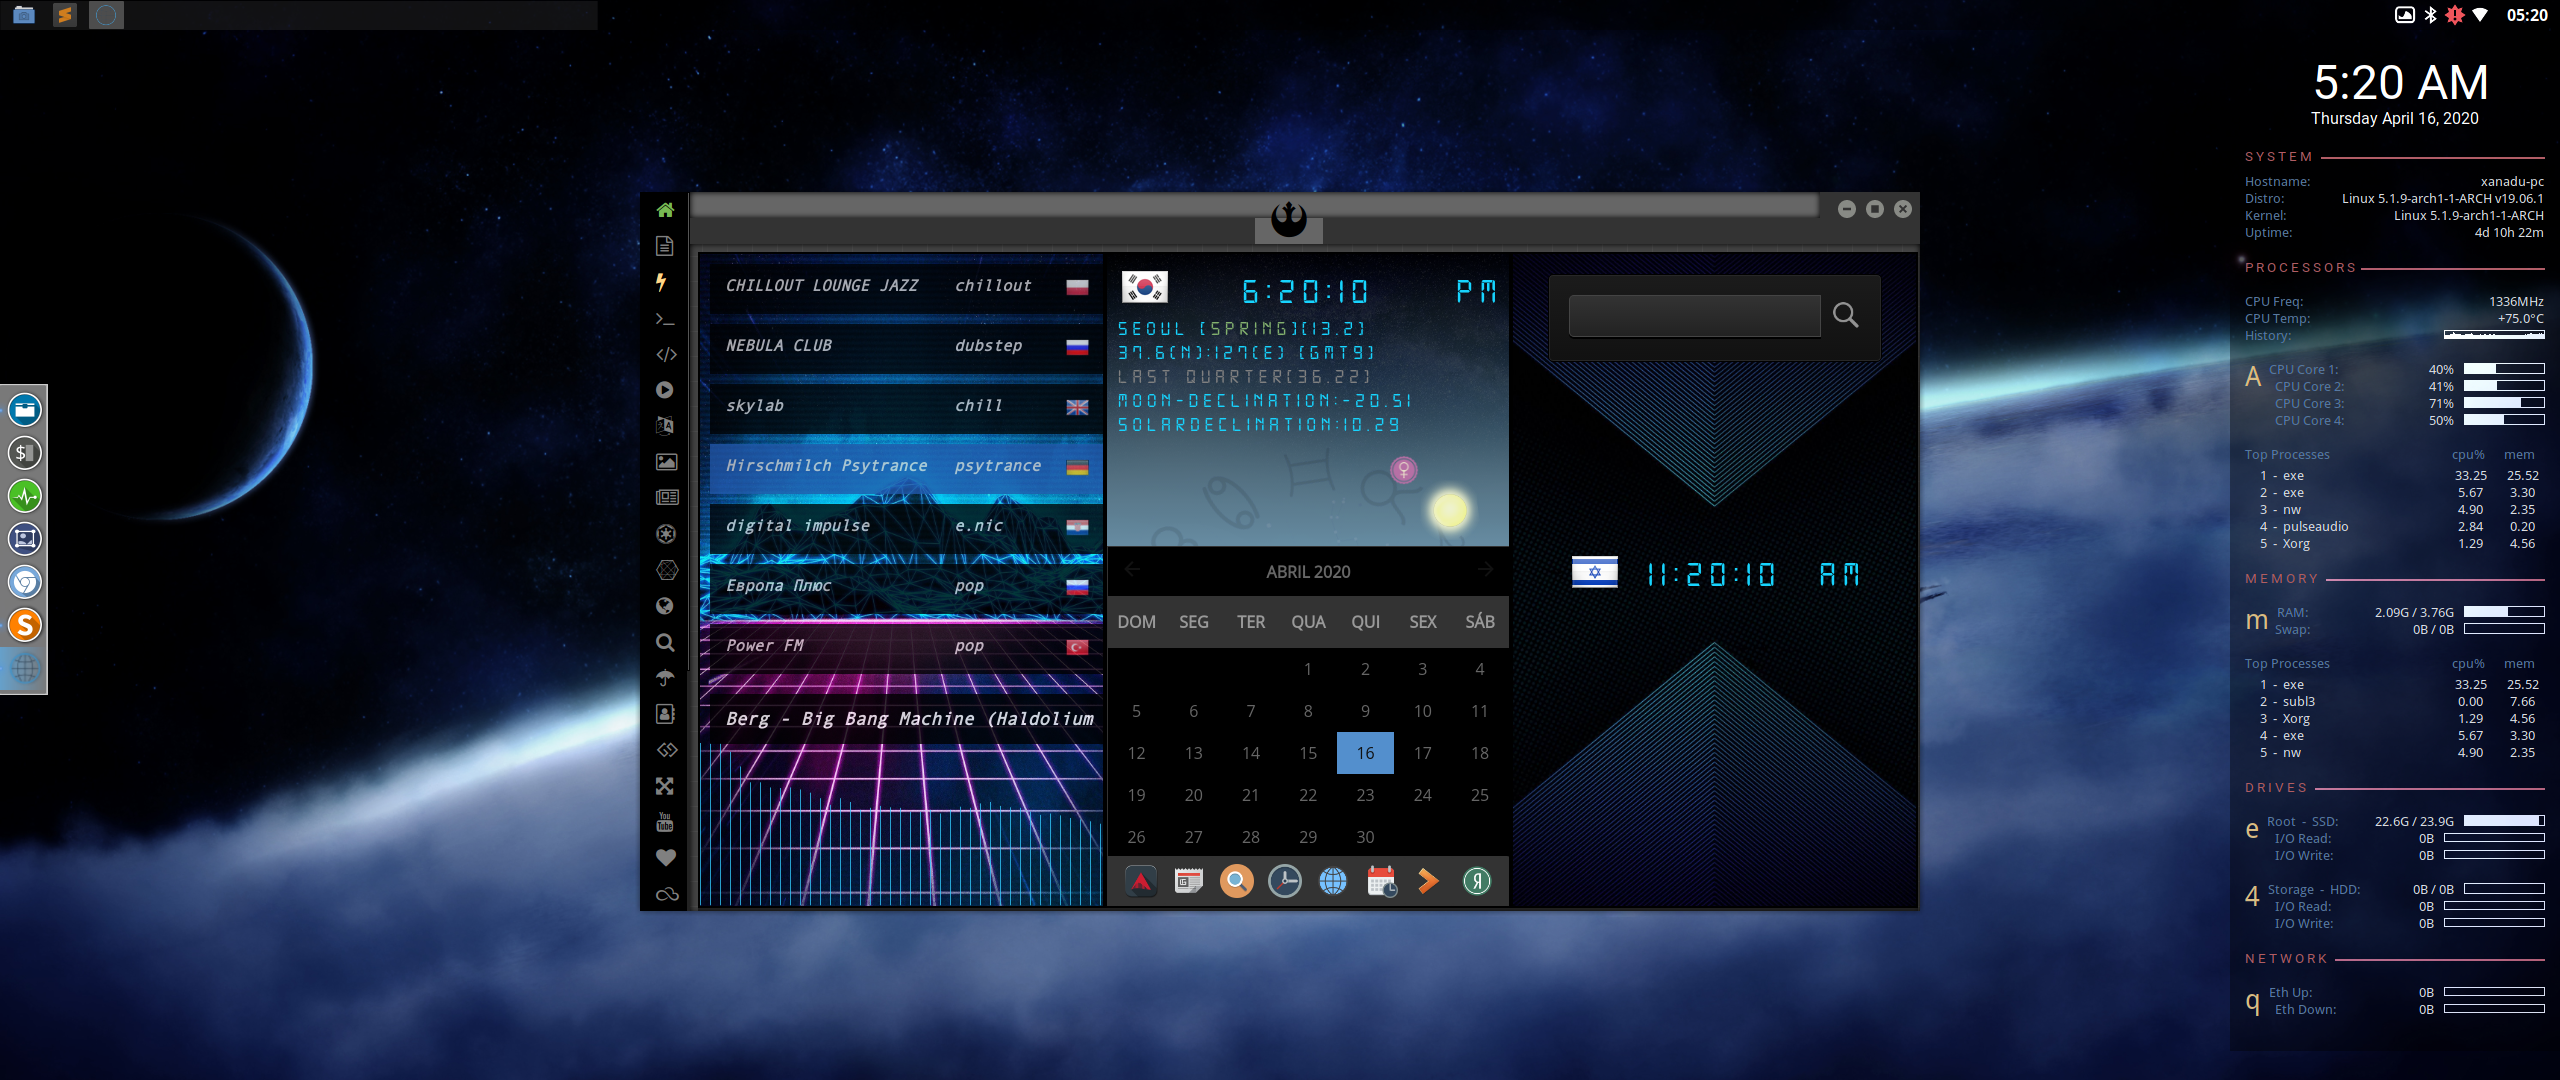 05:20
5:20 AM
Thursday April 16, 2020
SYSTEM
Hostname: xanadu-pc
Distro: Linux 5.1.9-arch1-1-ARCH v19.06.1
Kernel: Linux 5.1.9-arch1-1-ARCH
Uptime: 4d 10h 22m
PROCESSORS
CPU Freq: 1336MHz
CPU Temp: +75.0°C
History:
A CPU Core 1: 40%
CPU Core 2: 41%
CPU Core 3: 71%
CPU Core 4: 50%
Top Processes cpu% mem
1 - exe 33.25 25.52
2 - exe 5.67 3.30
3 - nw 4.90 2.35
4 - pulseaudio 2.84 0.20
5 - Xorg 1.29 4.56
MEMORY
m RAM: 2.09G / 3.76G
Swap: 0B / 0B
Top Processes cpu% mem
1 - exe 33.25 25.52
2 - subl3 0.00 7.66
3 - Xorg 1.29 4.56
4 - exe 5.67 3.30
5 - nw 4.90 2.35
DRIVES
e Root - SSD: 22.6G / 23.9G
I/O Read: 0B
I/O Write: 0B
4 Storage - HDD: 0B / 0B
I/O Read: 0B
I/O Write: 0B
NETWORK
q Eth Up: 0B
Eth Down: 0B
CHILLOUT LOUNGE JAZZ chillout
NEBULA CLUB dubstep
skylab chill
Hirschmilch Psytrance psytrance
digital impulse e.nic
Европа Плюс pop
Power FM pop
Berg - Big Bang Machine (Haldolium
6:20:10 PM
SEOUL [SPRING][13.2]
37.6(N):127(E) [GMT9]
LAST QUARTER[36.22]
MOON-DECLINATION:-20.51
SOLARDECLINATION:10.29
ABRIL 2020
DOM SEG TER QUA QUI SEX SÁB
1 2 3 4
5 6 7 8 9 10 11
12 13 14 15 16 17 18
19 20 21 22 23 24 25
26 27 28 29 30
11:20:10 AM
You
Tube
$
S
Я